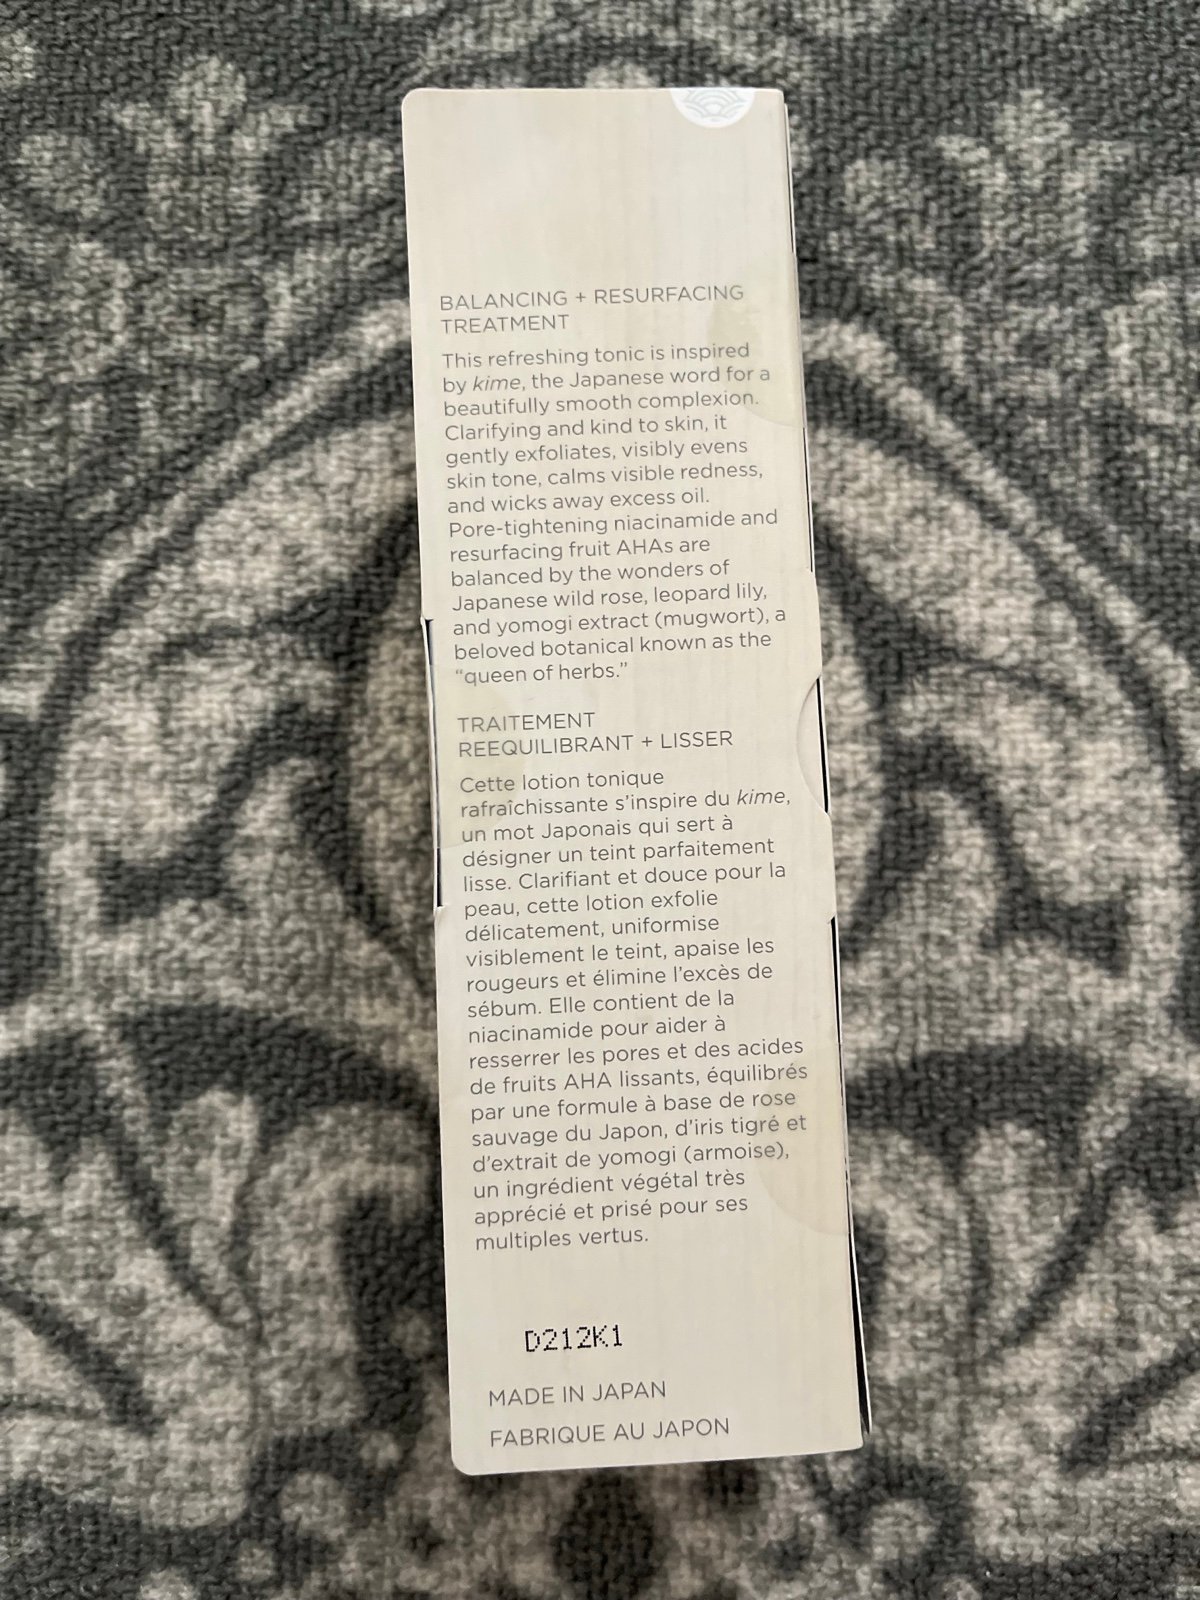 BALANCING + RESURFACING
TREATMENT
This refreshing tonic is inspired
by kime, the Japanese word for a
beautifully smooth complexion.
Clarifying and kind to skin, it
gently exfoliates, visibly evens
skin tone, calms visible redness,
and wicks away excess oil.
Pore-tightening niacinamide and
resurfacing fruit AHAs are
balanced by the wonders of
Japanese wild rose, leopard lily,
and yomogi extract (mugwort), a
beloved botanical known as the
“queen of herbs.”
TRAITEMENT
REEQUILIBRANT + LISSER
Cette lotion tonique
rafraîchissante s’inspire du kime,
un mot Japonais qui sert à
désigner un teint parfaitement
lisse. Clarifiant et douce pour la
peau, cette lotion exfolie
délicatement, uniformise
visiblement le teint, apaise les
rougeurs et élimine l’excès de
sébum. Elle contient de la
niacinamide pour aider à
resserrer les pores et des acides
de fruits AHA lissants, équilibrés
par une formule à base de rose
sauvage du Japon, d’iris tigré et
d’extrait de yomogi (armoise),
un ingrédient végétal très
apprécié et prisé pour ses
multiples vertus.
D212K1
MADE IN JAPAN
FABRIQUE AU JAPON